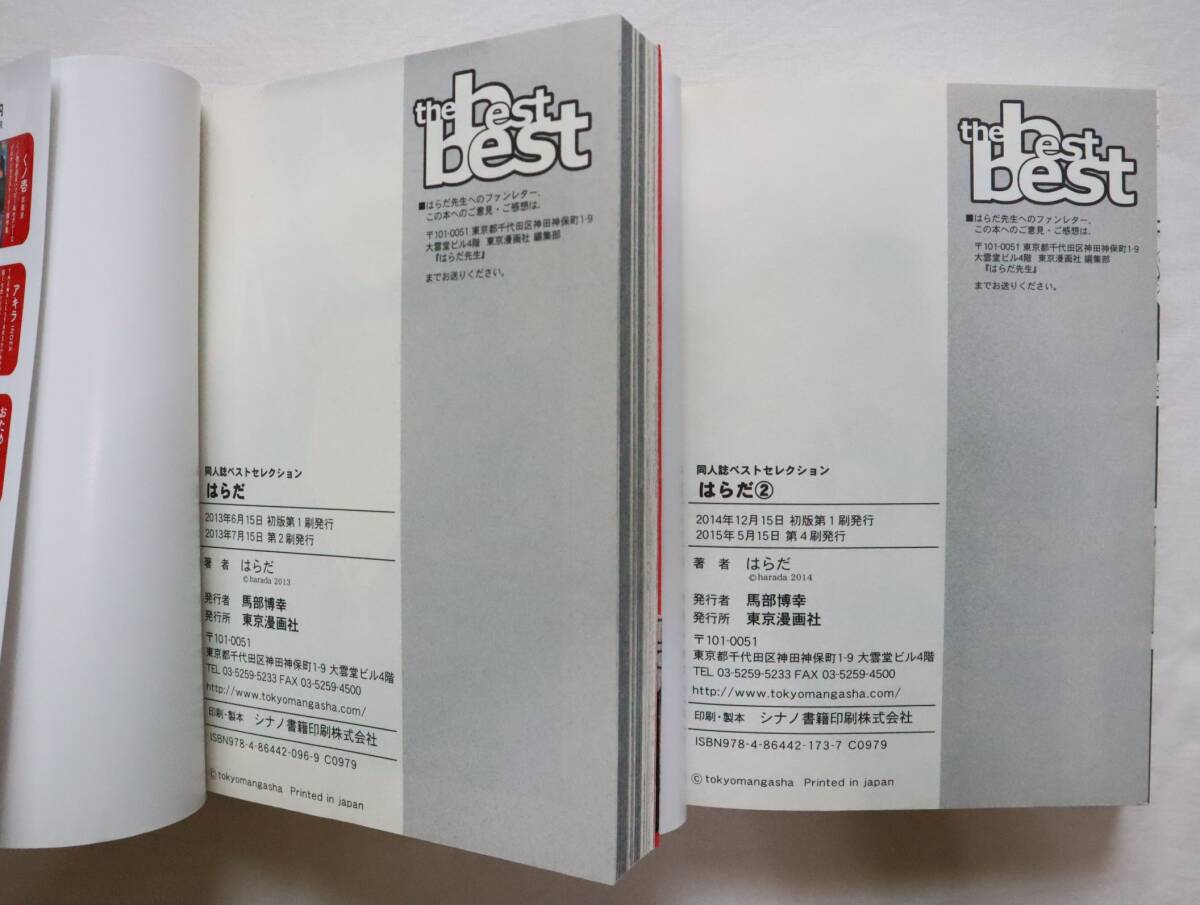 くノ壱
アキラ
おため
the best
best
■はらだ先生へのファンレター、
この本へのご意見・ご感想は、
〒101-0051 東京都千代田区神田神保町1-9
大雲堂ビル4階 東京漫画社 編集部
『はらだ先生』
までお送りください。
同人誌ベストセレクション
はらだ
2013年6月15日 初版第1刷発行
2013年7月15日 第2刷発行
著 者 はらだ
©harada 2013
発行者 馬部博幸
発行所 東京漫画社
〒101-0051
東京都千代田区神田神保町1-9 大雲堂ビル4階
TEL 03-5259-5233 FAX 03-5259-4500
http://www.tokyomangasha.com/
印刷・製本 シナノ書籍印刷株式会社
ISBN978-4-86442-096-9 C0979
©tokyomangasha Printed in japan
the best
best
■はらだ先生へのファンレター、
この本へのご意見・ご感想は、
〒101-0051 東京都千代田区神田神保町1-9
大雲堂ビル4階 東京漫画社 編集部
『はらだ先生』
までお送りください。
同人誌ベストセレクション
はらだ②
2014年12月15日 初版第1刷発行
2015年5月15日 第4刷発行
著 者 はらだ
©harada 2014
発行者 馬部博幸
発行所 東京漫画社
〒101-0051
東京都千代田区神田神保町1-9 大雲堂ビル4階
TEL 03-5259-5233 FAX 03-5259-4500
http://www.tokyomangasha.com/
印刷・製本 シナノ書籍印刷株式会社
ISBN978-4-86442-173-7 C0979
©tokyomangasha Printed in japan